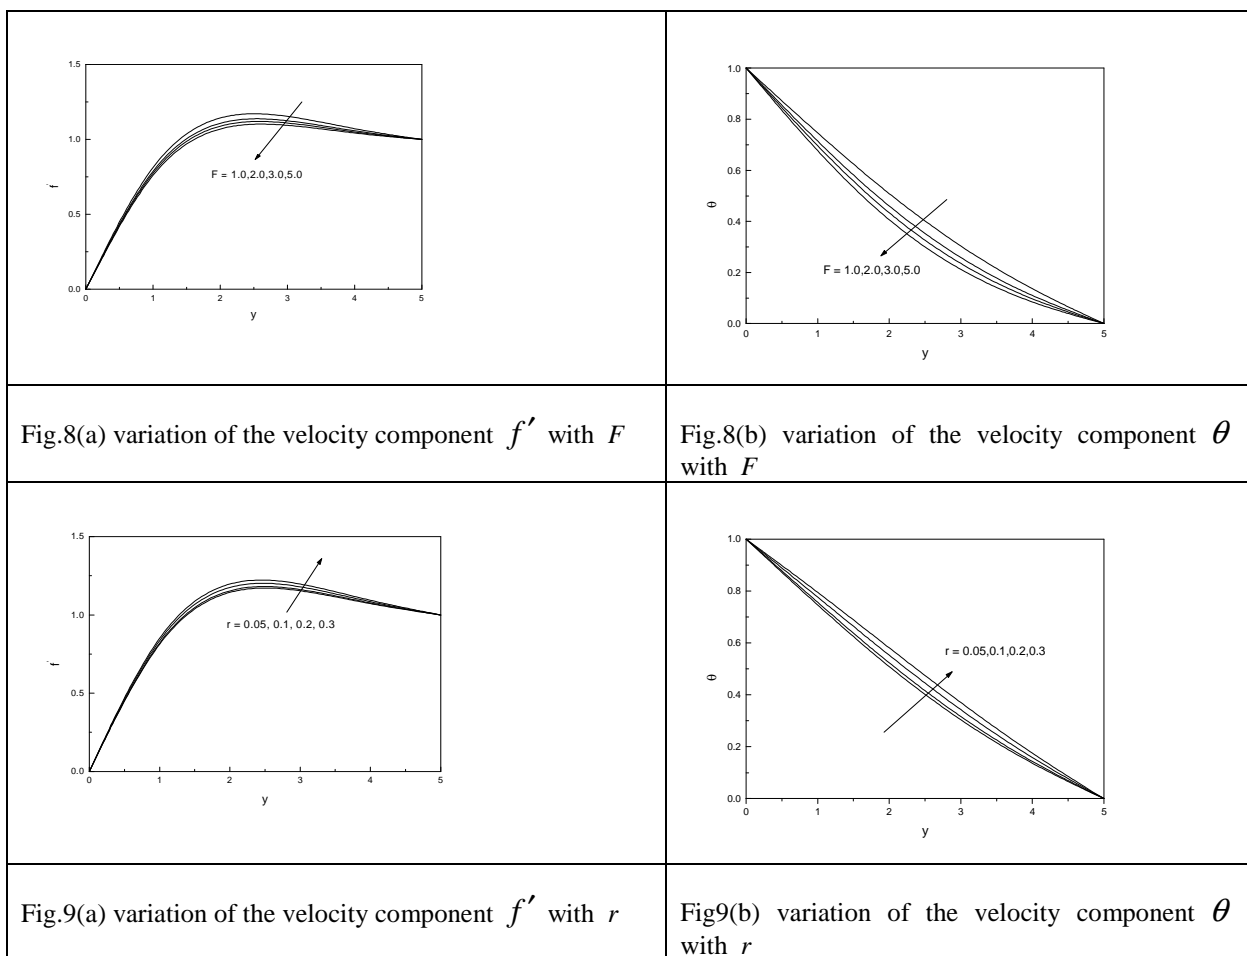 1.5
1.0
0.5
0.0
f'
0 1 2 3 4 5
y
F = 1.0,2.0,3.0,5.0
1.0
0.8
0.6
0.4
0.2
0.0
θ
0 1 2 3 4 5
y
F = 1.0,2.0,3.0,5.0
Fig.8(a) variation of the velocity component f′ with F
Fig.8(b) variation of the velocity component θ
with F
1.5
1.0
0.5
0.0
f'
0 1 2 3 4 5
y
r = 0.05, 0.1, 0.2, 0.3
1.0
0.8
0.6
0.4
0.2
0.0
θ
0 1 2 3 4 5
y
r = 0.05,0.1,0.2,0.3
Fig.9(a) variation of the velocity component f′ with r
Fig9(b) variation of the velocity component θ
with r